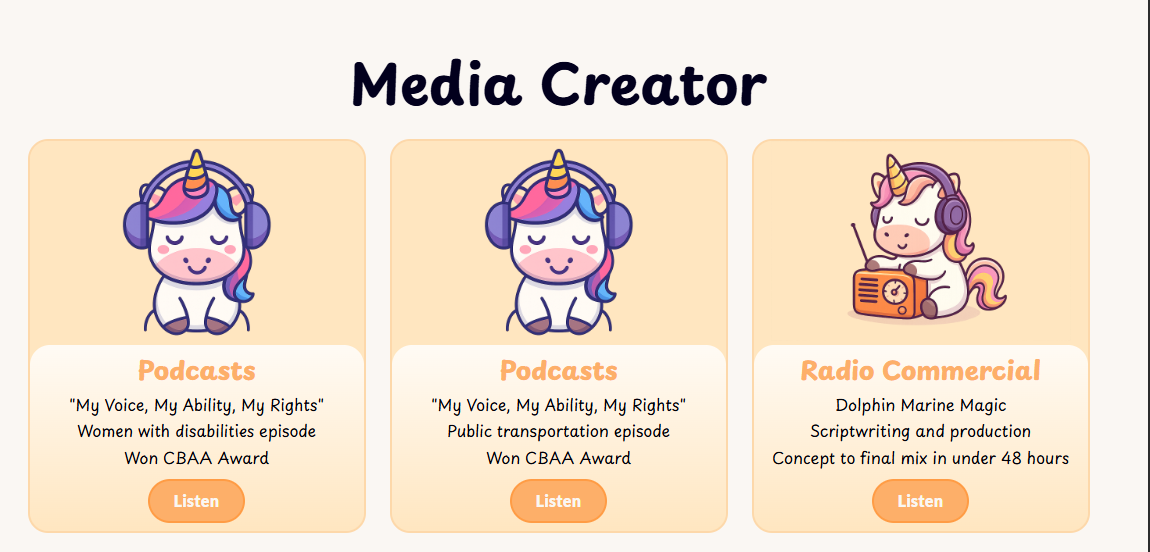 Media Creator
Podcasts
"My Voice, My Ability, My Rights"
Women with disabilities episode
Won CBAA Award
Listen
Podcasts
"My Voice, My Ability, My Rights"
Public transportation episode
Won CBAA Award
Listen
Radio Commercial
Dolphin Marine Magic
Scriptwriting and production
Concept to final mix in under 48 hours
Listen